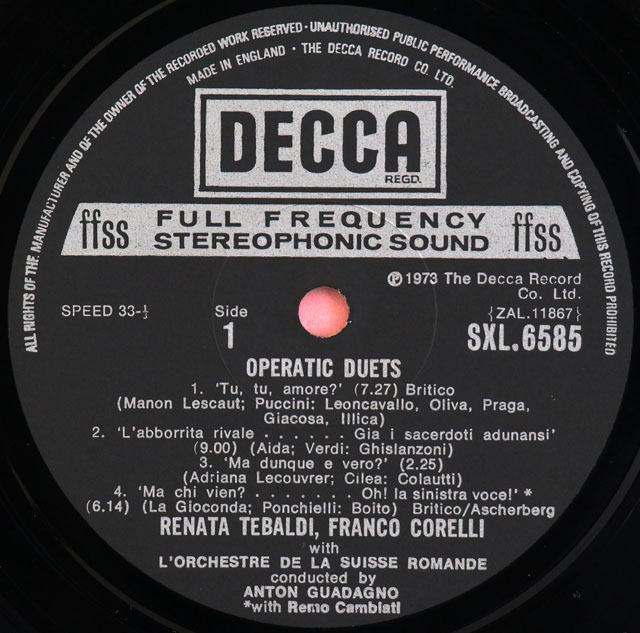 ALL RIGHTS OF THE MANUFACTURER AND OF THE OWNER OF THE RECORDED WORK RESERVED · UNAUTHORISED PUBLIC PERFORMANCE BROADCASTING AND COPYING OF THIS RECORD PROHIBITED
MADE IN ENGLAND · THE DECCA RECORD CO. LTD.
DECCA
REGD.
ffss FULL FREQUENCY ffss
STEREOPHONIC SOUND
Ⓟ1973 The Decca Record
Co. Ltd.
SPEED 33-⅓
Side
1
{ZAL.11867}
SXL.6585
OPERATIC DUETS
1. 'Tu, tu, amore?' (7.27) Britico
(Manon Lescaut; Puccini: Leoncavallo, Oliva, Praga,
Giacosa, Illica)
2. 'L'abborrita rivale . . . . . . Gia i sacerdoti adunansi'
(9.00) (Aida; Verdi: Ghislanzoni)
3. 'Ma dunque e vero?' (2.25)
(Adriana Lecouvrer; Cilea: Colautti)
4. 'Ma chi vien? . . . . . . . Oh! la sinistra voce!' *
(6.14) (La Gioconda; Ponchielli: Boito) Britico/Ascherberg
RENATA TEBALDI, FRANCO CORELLI
with
L'ORCHESTRE DE LA SUISSE ROMANDE
conducted by
ANTON GUADAGNO
*with Remo Cambiati